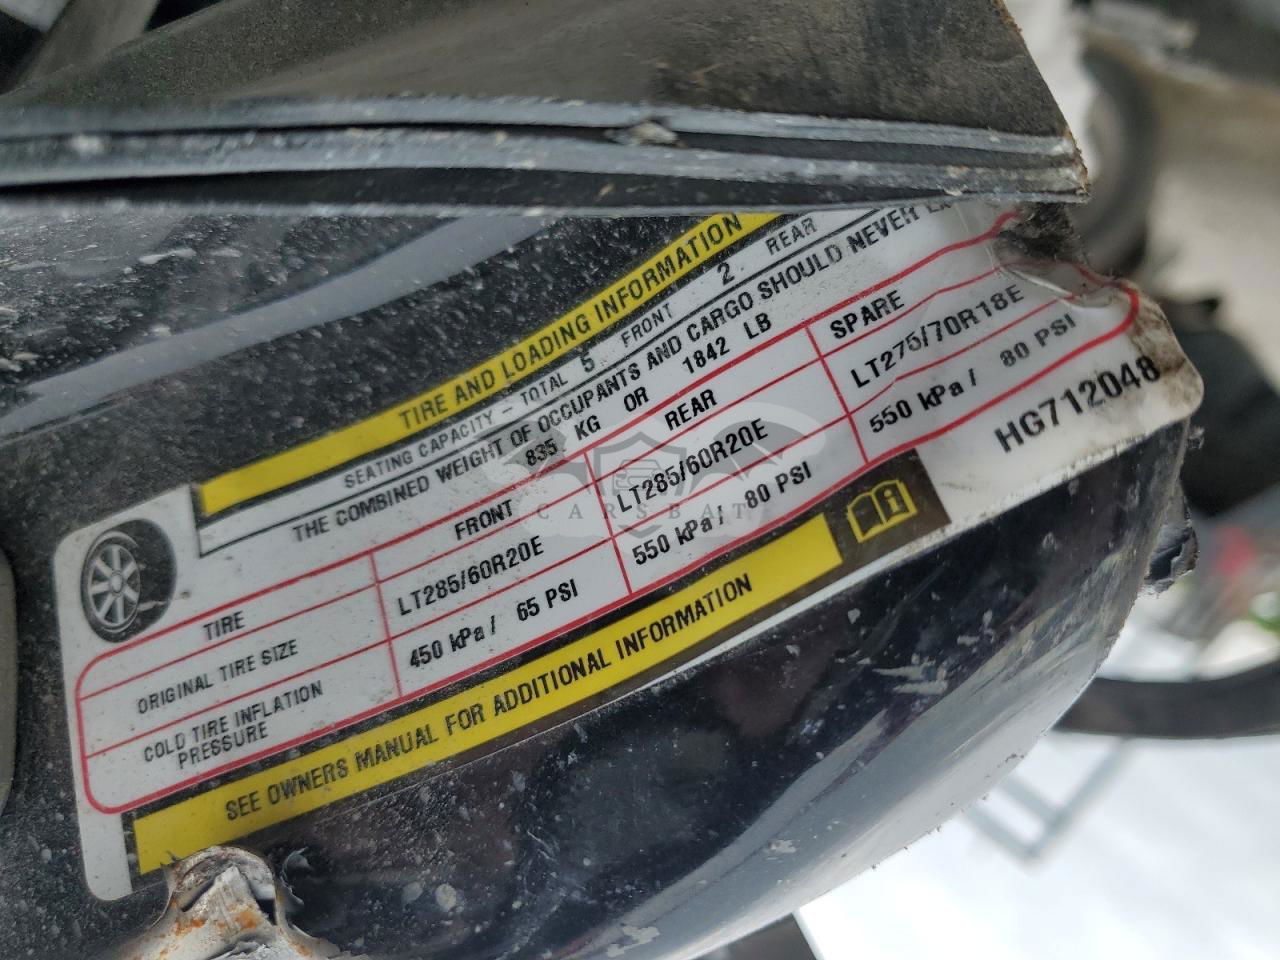 TIRE AND LOADING INFORMATION
SEATING CAPACITY - TOTAL 5 FRONT 2 REAR
THE COMBINED WEIGHT OF OCCUPANTS AND CARGO SHOULD NEVER
835 KG OR 1842 LB
TIRE FRONT REAR SPARE
ORIGINAL TIRE SIZE LT285/60R20E LT285/60R20E LT275/70R18E
COLD TIRE INFLATION PRESSURE 450 kPa / 65 PSI 550 kPa / 80 PSI 550 kPa / 80 PSI
SEE OWNERS MANUAL FOR ADDITIONAL INFORMATION
HG712048
CARSBAT